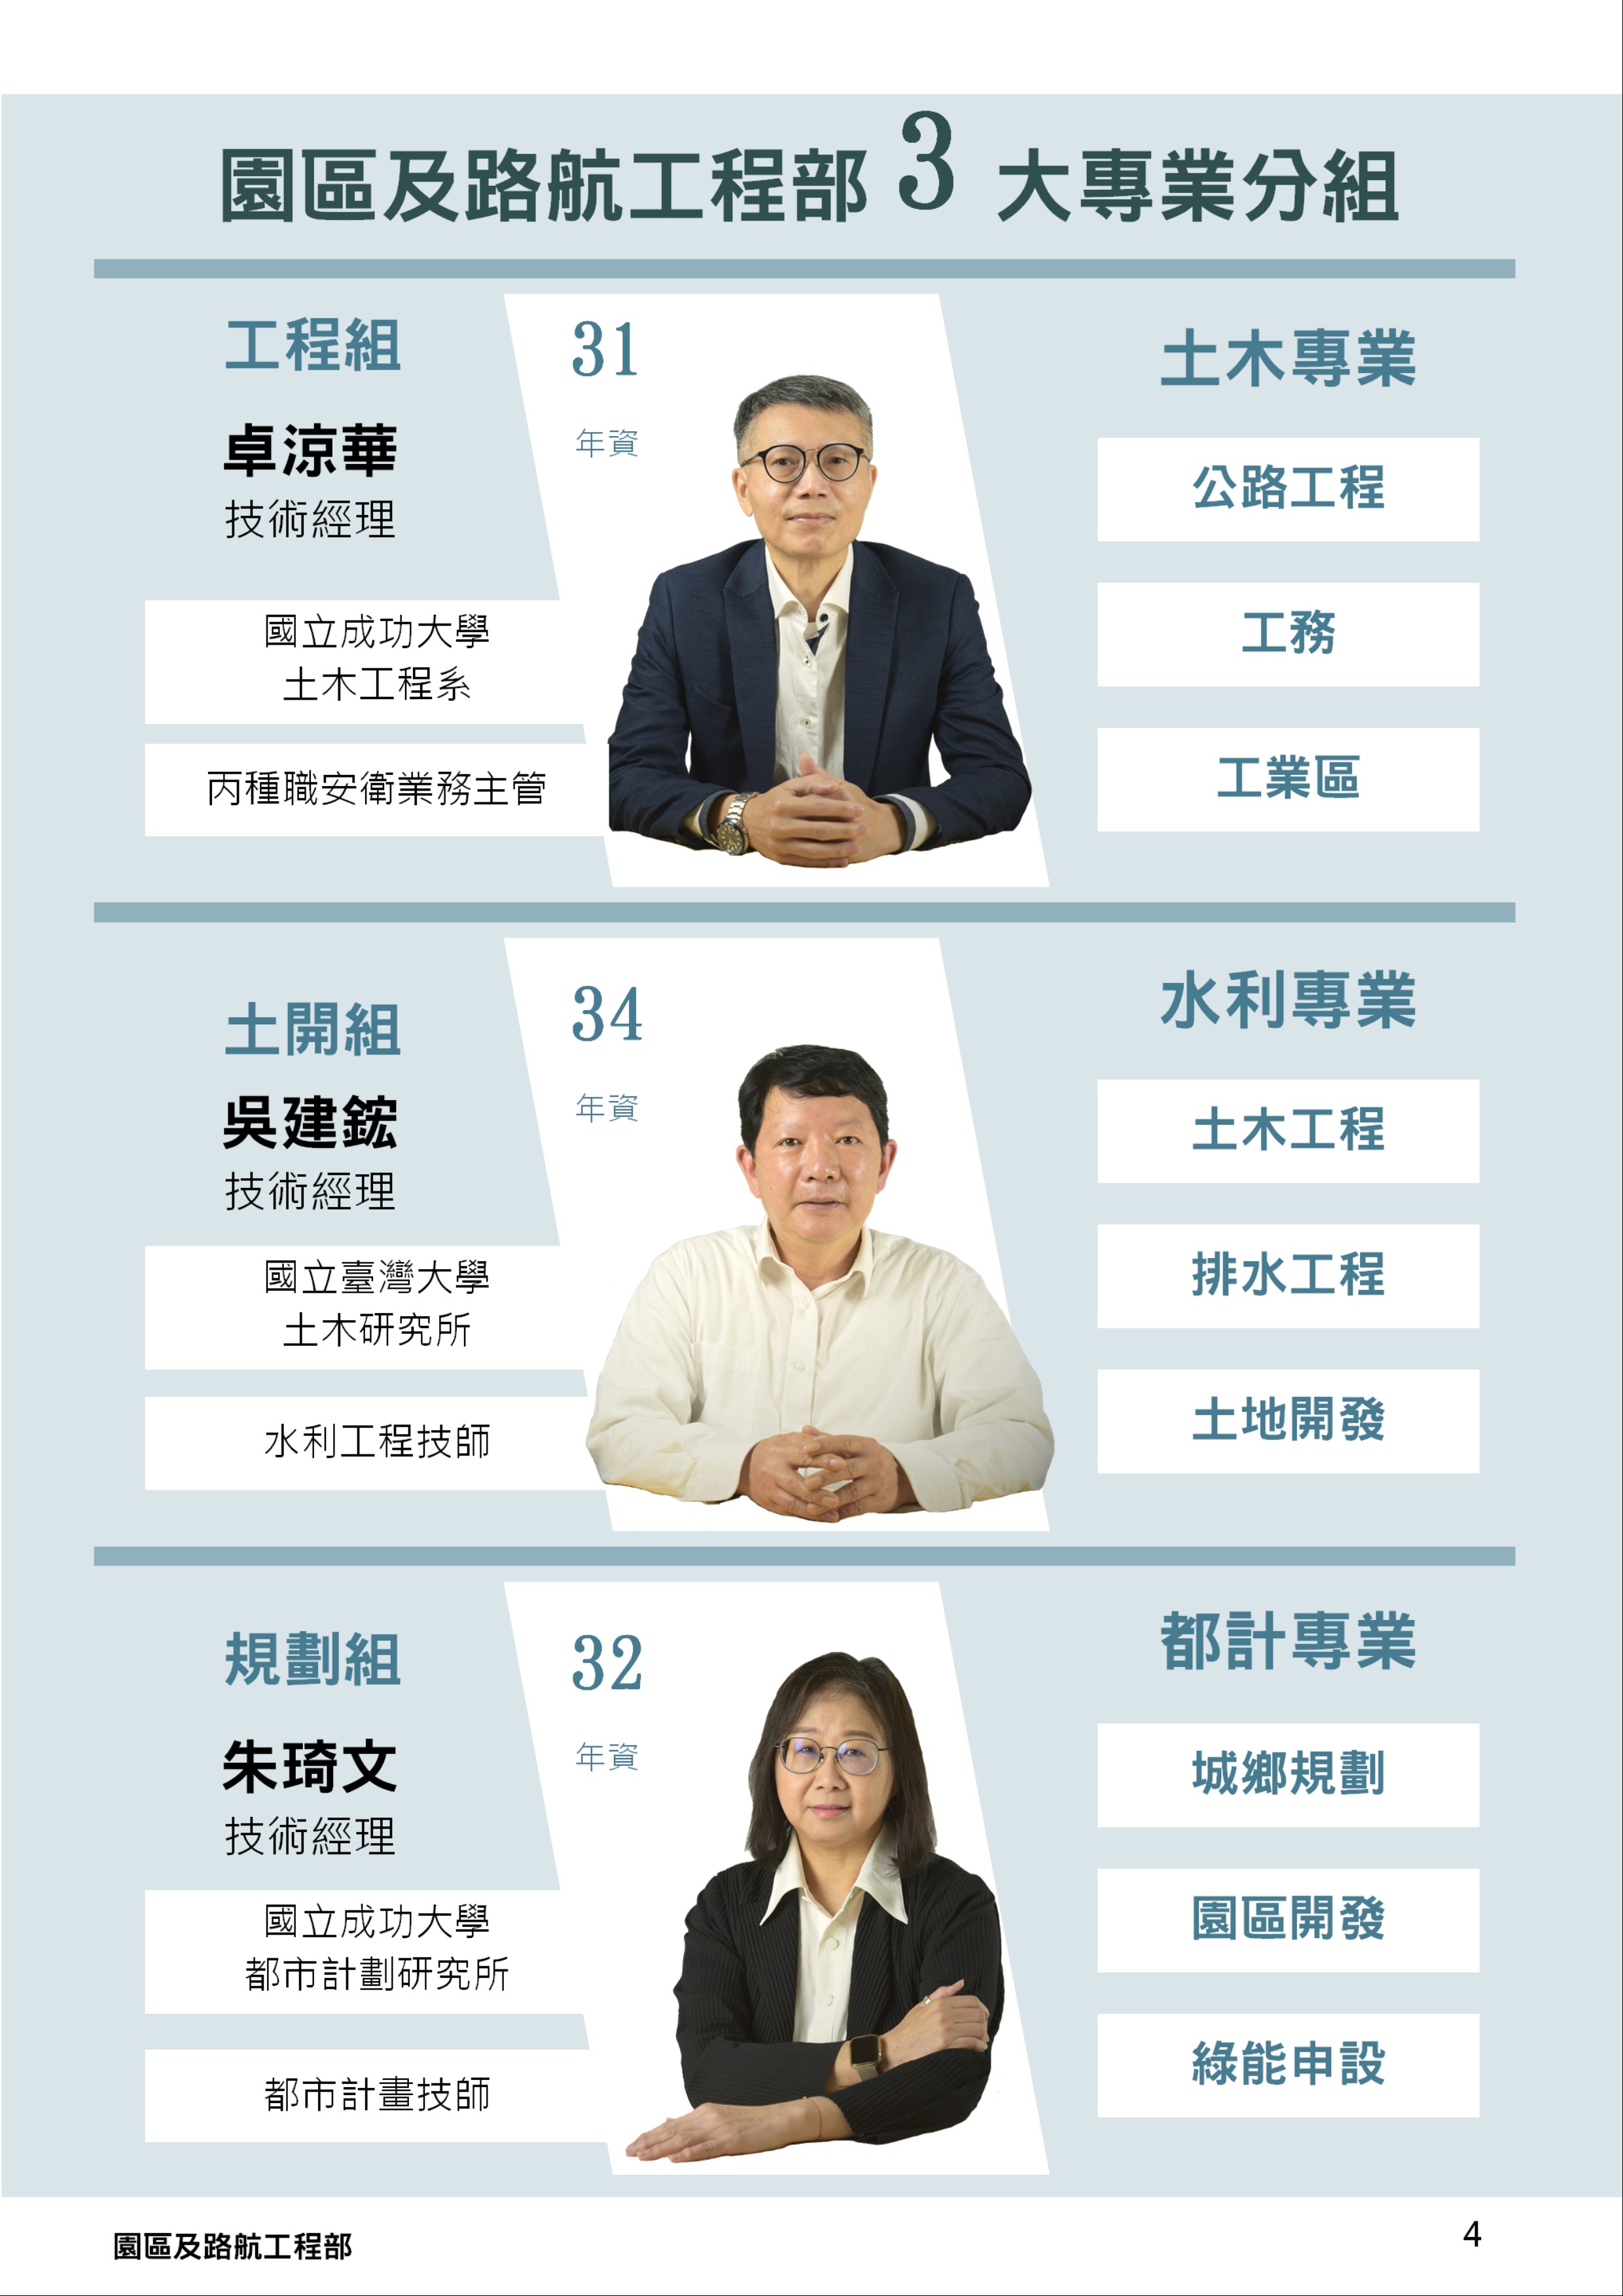 園區及路航工程部 3 大專業分組
工程組
卓涼華
技術經理
國立成功大學
土木工程系
丙種職安衛業務主管
31
年資
土木專業
公路工程
工務
工業區
土開組
吳建鋐
技術經理
國立臺灣大學
土木研究所
水利工程技師
34
年資
水利專業
土木工程
排水工程
土地開發
規劃組
朱琦文
技術經理
國立成功大學
都市計劃研究所
都市計畫技師
32
年資
都計專業
城鄉規劃
園區開發
綠能申設
園區及路航工程部
4